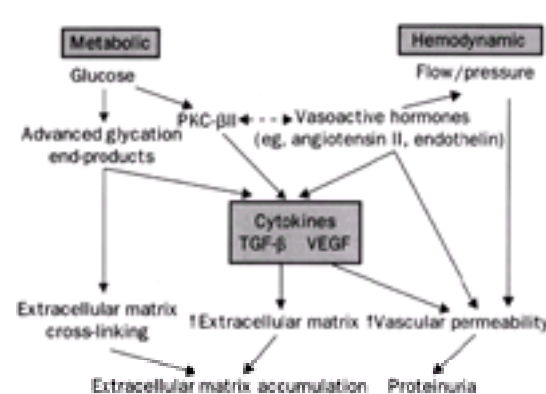 Metabolic
Hemodynamic
Glucose
Flow/pressure
PKC-βII
Vasoactive hormones
(eg, angiotensin II, endothelin)
Advanced glycation
end-products
Cytokines
TGF-β VEGF
Extracellular matrix
cross-linking
↑Extracellular matrix
↑Vascular permeability
Extracellular matrix accumulation
Proteinuria